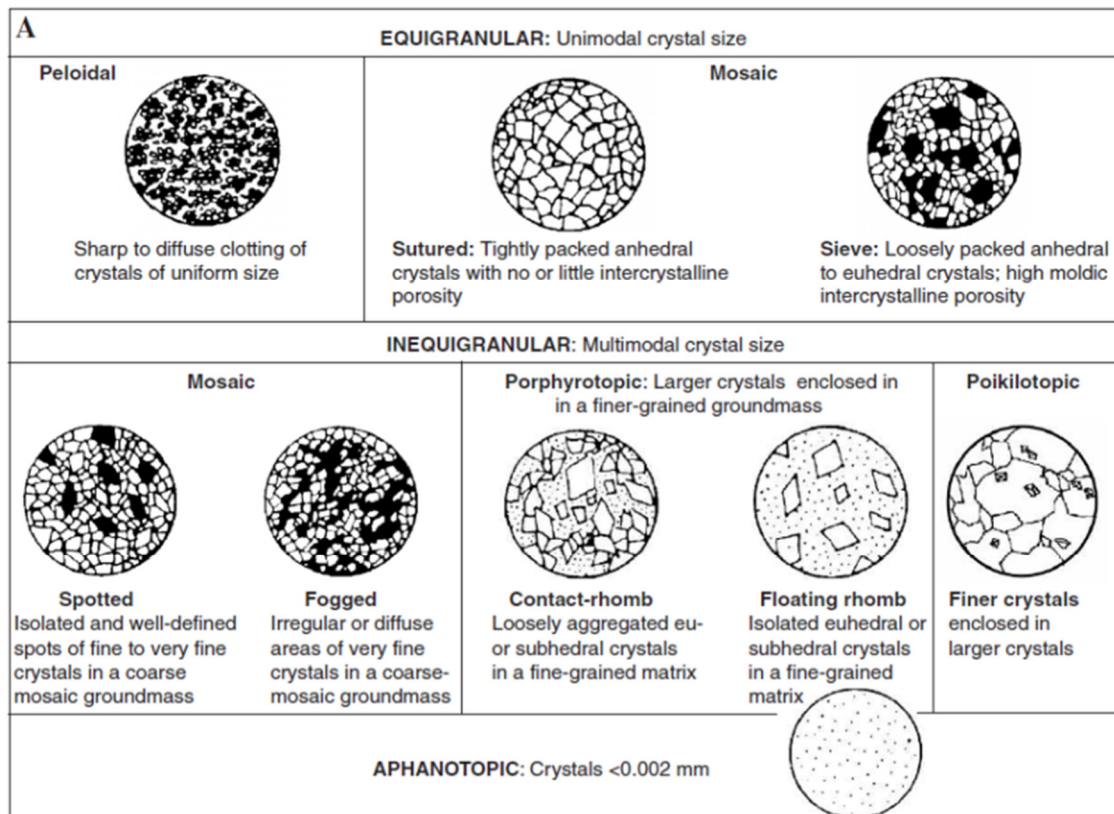 A
EQUIGRANULAR: Unimodal crystal size
Peloidal
Sharp to diffuse clotting of
crystals of uniform size
Mosaic
Sutured: Tightly packed anhedral
crystals with no or little intercrystalline
porosity
Sieve: Loosely packed anhedral
to euhedral crystals; high moldic
intercrystalline porosity
INEQUIGRANULAR: Multimodal crystal size
Mosaic
Spotted
Isolated and well-defined
spots of fine to very fine
crystals in a coarse
mosaic groundmass
Fogged
Irregular or diffuse
areas of very fine
crystals in a coarse-
mosaic groundmass
Porphyrotopic: Larger crystals enclosed in
in a finer-grained groundmass
Contact-rhomb
Loosely aggregated eu-
or subhedral crystals
in a fine-grained matrix
Floating rhomb
Isolated euhedral or
subhedral crystals
in a fine-grained
matrix
Poikilotopic
Finer crystals
enclosed in
larger crystals
APHANOTOPIC: Crystals <0.002 mm